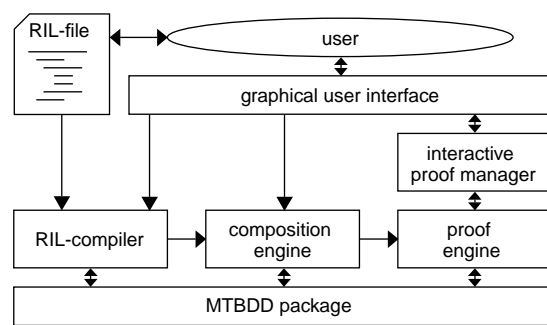 RIL-file
user
graphical user interface
interactive
proof manager
RIL-compiler
composition
engine
proof
engine
MTBDD package